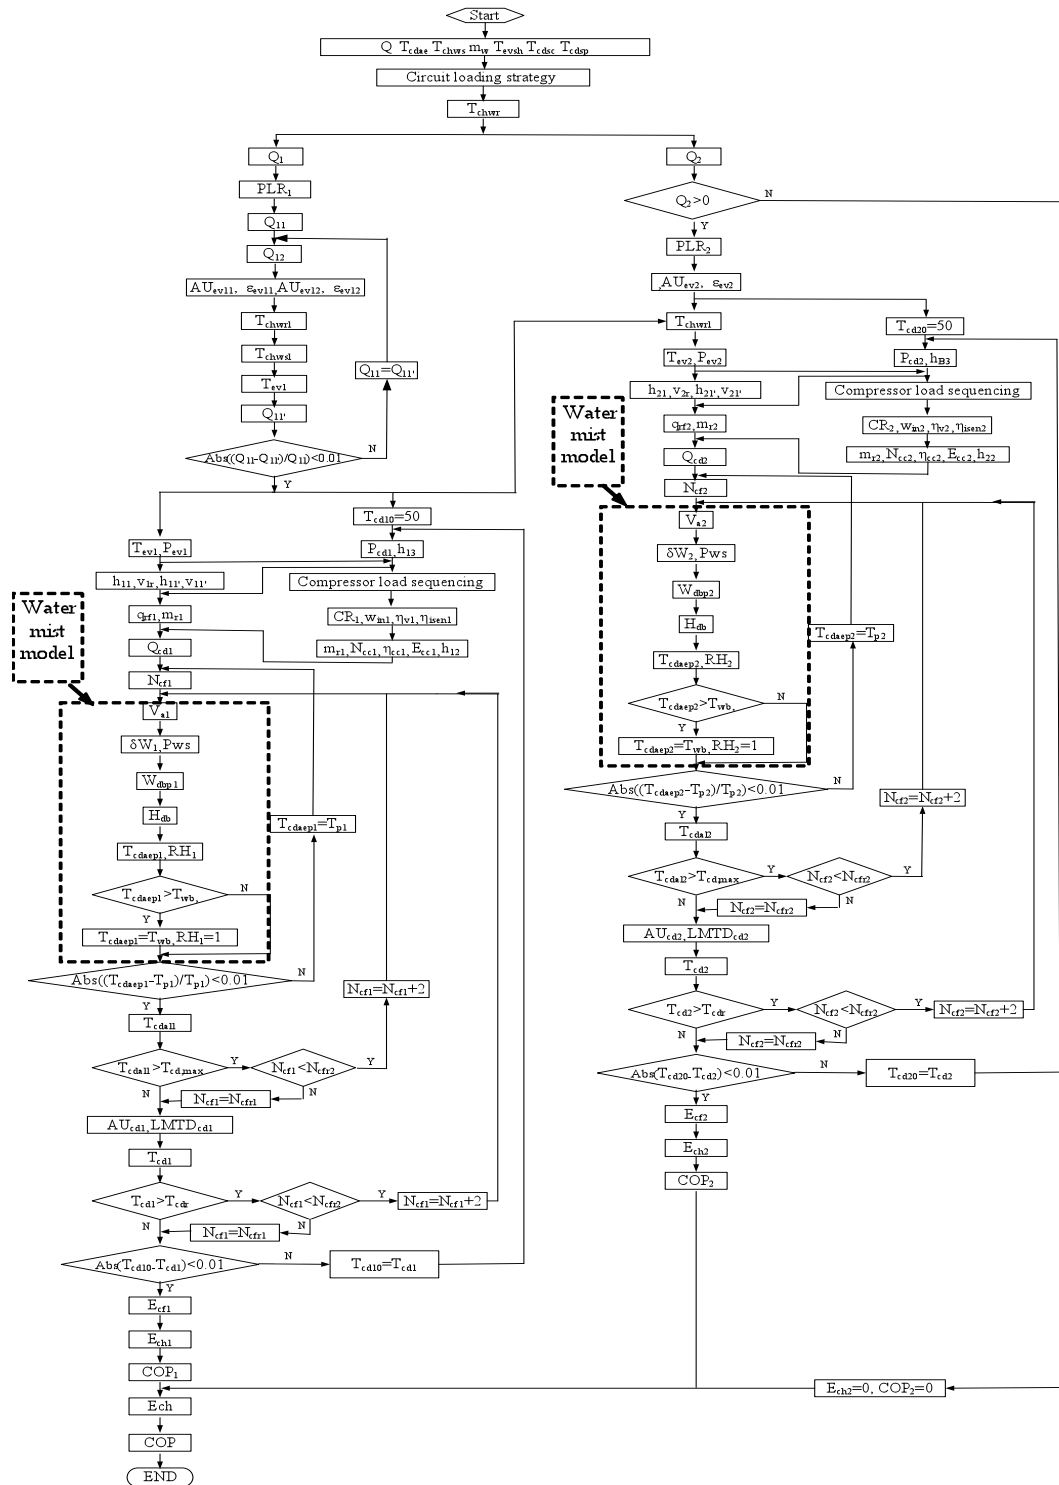 Start
Q T_cdae T_chws m_w T_evsh T_cdsc T_cdsp
Circuit loading strategy
T_chwr
Q_1
PLR_1
Q_11
Q_12
AU_ev11, ε_ev11,AU_ev12, ε_ev12
T_chwr1
T_chws1
T_ev1
Q_11'
Q_11=Q_11'
Abs((Q_11-Q_11')/Q_11)<0.01
N
Y
T_cd10=50
T_ev1,P_ev1
P_cd1,h_13
h_11,v_1r,h_11',v_11'
Compressor load sequencing
q_lrf1,m_r1
CR_1,w_in1,η_v1,η_isen1
Q_cd1
m_r1,N_cc1,η_cc1,E_cc1,h_12
N_cf1
Water
mist
model
V_a1
δW_1,Pws
W_dbp1
H_db
T_cdaep1=T_p1
T_cdaep1,RH_1
T_cdaep1>T_wb,
N
Y
T_cdaep1=T_wb,RH_1=1
Abs((T_cdaep1-T_p1)/T_p1)<0.01
N
Y
N_cf1=N_cf1+2
T_cdal1
T_cdal1>T_cd,max
Y
N_cf1<N_cfr2
Y
N
N
N_cf1=N_cfr1
AU_cd1,LMTD_cd1
T_cd1
T_cd1>T_cdr
Y
N_cf1<N_cfr2
Y
N_cf1=N_cf1+2
N
N
N_cf1=N_cfr1
Abs(T_cd10-T_cd1)<0.01
N
T_cd10=T_cd1
Y
E_cf1
E_ch1
COP_1
Ech
COP
END
Q_2
Q_2>0
N
Y
PLR_2
,AU_ev2, ε_ev2
T_chwr1
T_cd20=50
T_ev2,P_ev2
P_cd2,h_B3
h_21,v_2r,h_21',v_21'
Compressor load sequencing
q_lrf2,m_r2
CR_2,w_in2,η_v2,η_isen2
Q_cd2
m_r2,N_cc2,η_cc2,E_cc2,h_22
N_cf2
Water
mist
model
V_a2
δW_2,Pws
W_dbp2
H_db
T_cdaep2=T_p2
T_cdaep2,RH_2
T_cdaep2>T_wb,
N
Y
T_cdaep2=T_wb,RH_2=1
Abs((T_cdaep2-T_p2)/T_p2)<0.01
N
Y
N_cf2=N_cf2+2
T_cdal2
T_cdal2>T_cd,max
Y
N_cf2<N_cfr2
Y
N
N
N_cf2=N_cfr2
AU_cd2,LMTD_cd2
T_cd2
T_cd2>T_cdr
Y
N_cf2<N_cfr2
Y
N_cf2=N_cf2+2
N
N
N_cf2=N_cfr2
Abs(T_cd20-T_cd2)<0.01
N
T_cd20=T_cd2
Y
E_cf2
E_ch2
COP_2
E_ch2=0, COP_2=0